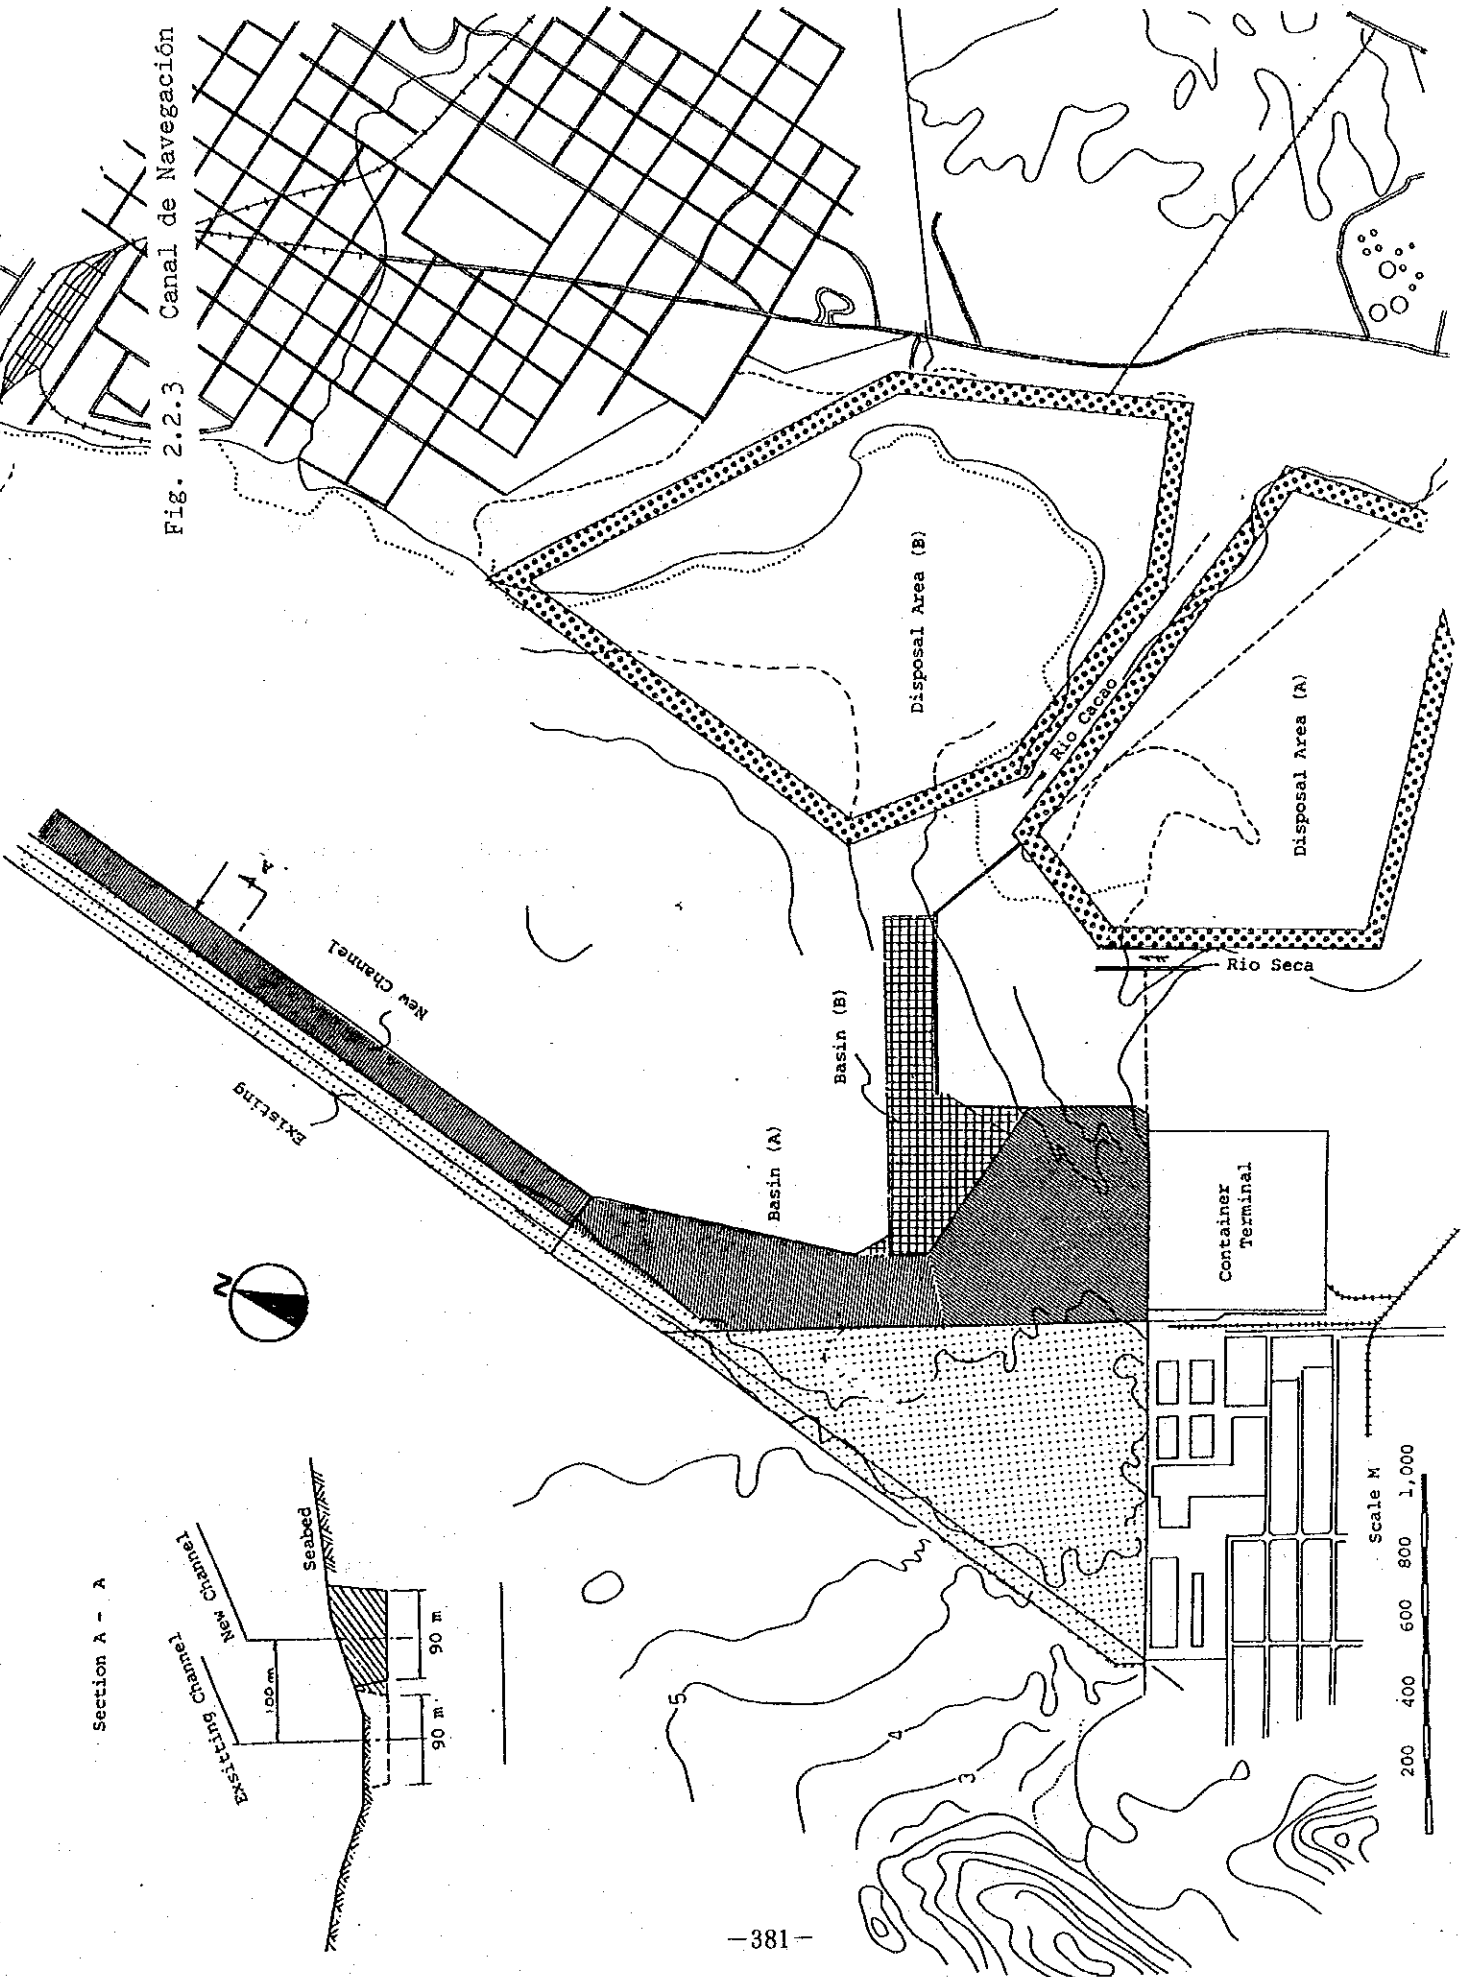 Fig. 2.2.3 Canal de Navegación
Section A - A
Exsitting Channel
New Channel
100 m
Seabed
90 m
90 m
N
A
Existing
New Channel
Basin (A)
Basin (B)
Disposal Area (B)
Rio Cacao
Disposal Area (A)
Rio Seca
Container
Terminal
5
4
3
Scale M
200 400 600 800 1,000
-381-